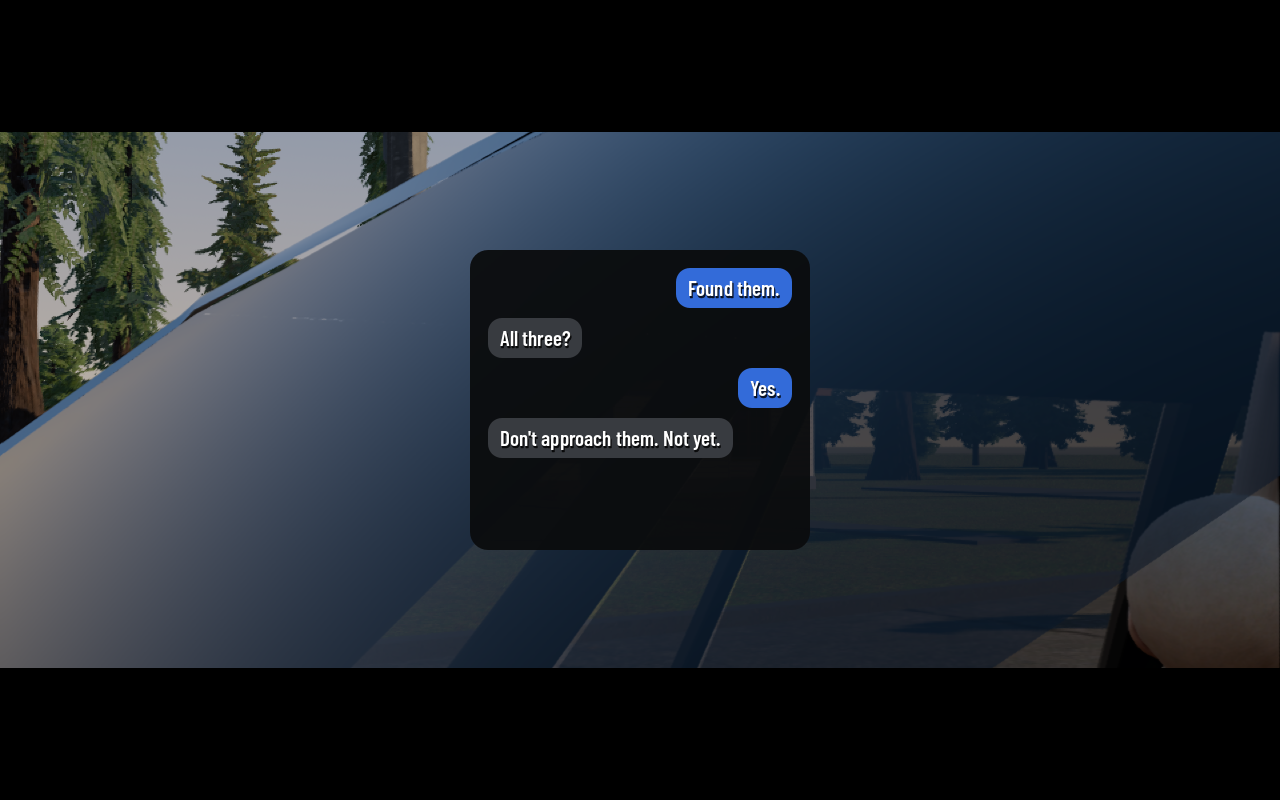 Found them.
All three?
Yes.
Don't approach them. Not yet.